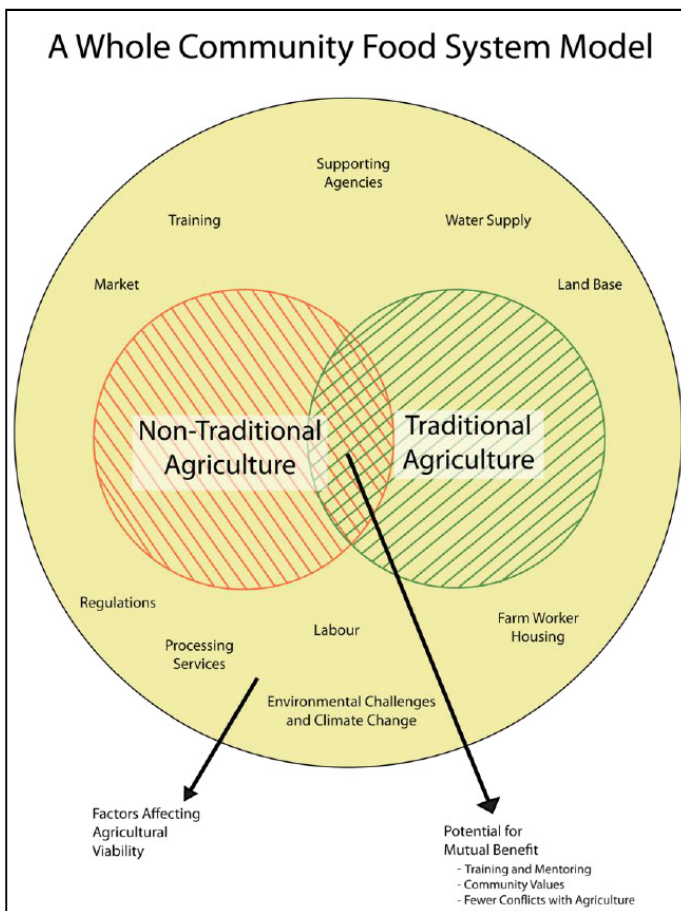 A Whole Community Food System Model
Supporting
Agencies
Training
Water Supply
Market
Land Base
Non-Traditional
Agriculture
Traditional
Agriculture
Regulations
Processing
Services
Labour
Farm Worker
Housing
Environmental Challenges
and Climate Change
Factors Affecting
Agricultural
Viability
Potential for
Mutual Benefit
- Training and Mentoring
- Community Values
- Fewer Conflicts with Agriculture